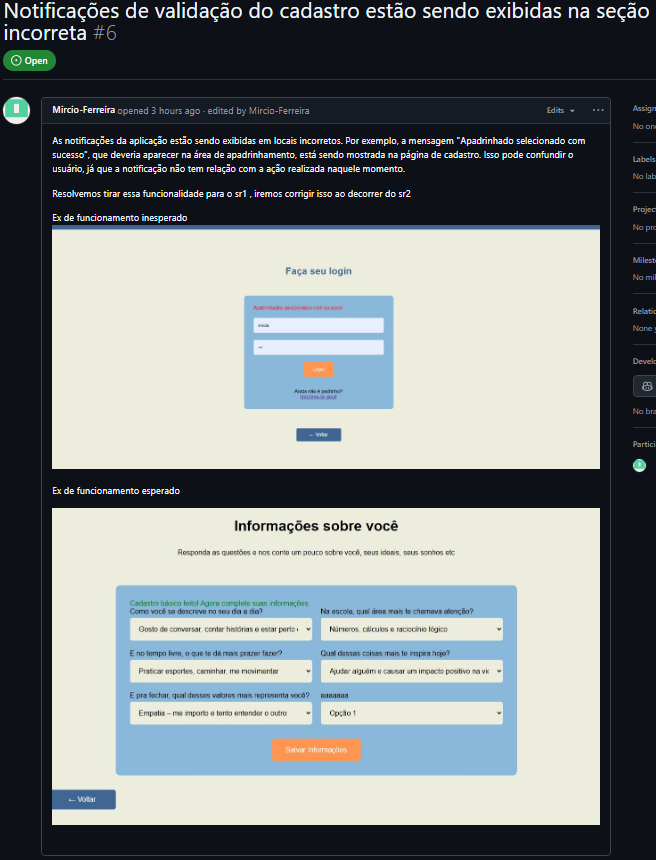 Notificações de validação do cadastro estão sendo exibidas na seção
incorreta #6
Open
Mircio-Ferreira opened 3 hours ago · edited by Mircio-Ferreira
Edits
As notificações da aplicação estão sendo exibidas em locais incorretos. Por exemplo, a mensagem "Apadrinhado selecionado com
sucesso", que deveria aparecer na área de apadrinhamento, está sendo mostrada na página de cadastro. Isso pode confundir o
usuário, já que a notificação não tem relação com a ação realizada naquele momento.
Resolvemos tirar essa funcionalidade para o sr1 , iremos corrigir isso ao decorrer do sr2
Ex de funcionamento inesperado
Faça seu login
Apadrinhados selecionados com sucesso!
Login
Ainda não é padrinho?
Inscreva-se aqui!
← Voltar
Ex de funcionamento esperado
Informações sobre você
Responda as questões e nos conte um pouco sobre você, seus ideais, seus sonhos etc
Cadastro básico feito! Agora complete suas informações.
Como você se descreve no seu dia a dia?
Na escola, qual área mais te chamava atenção?
Gosto de conversar, contar histórias e estar perto
Números, cálculos e raciocínio lógico
E no tempo livre, o que te dá mais prazer fazer?
Qual dessas coisas mais te inspira hoje?
Praticar esportes, caminhar, me movimentar
Ajudar alguém e causar um impacto positivo na vi
E pra fechar, qual desses valores mais representa você?
aaaaaaa
Empatia – me importo e tento entender o outro
Opção 1
Salvar Informações
← Voltar
Assign
No on
Labels
No lab
Projec
No pro
Milest
No mil
Relatio
None y
Develo
No bra
Partici